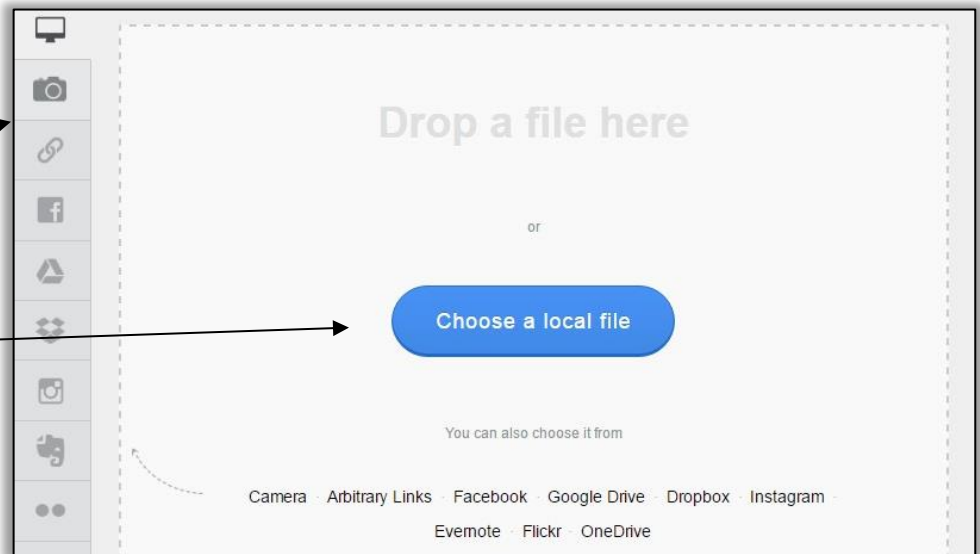 Drop a file here
or
Choose a local file
You can also choose it from
Camera · Arbitrary Links · Facebook · Google Drive · Dropbox · Instagram ·
Evernote · Flickr · OneDrive